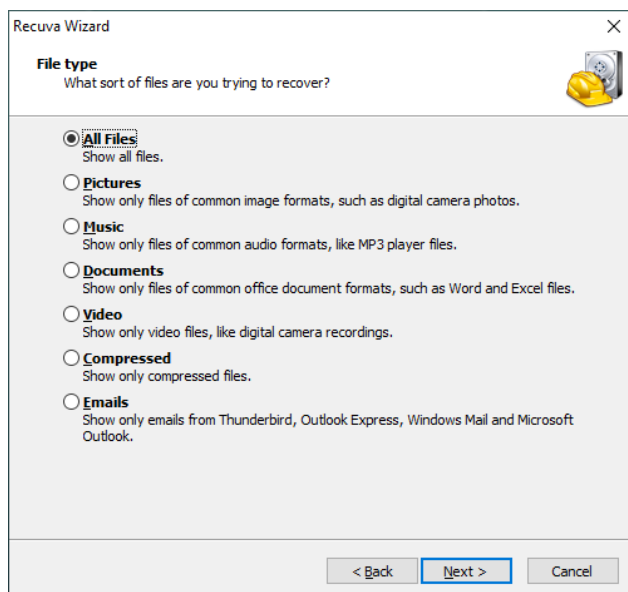 Recuva Wizard
File type
What sort of files are you trying to recover?
All Files
Show all files.
Pictures
Show only files of common image formats, such as digital camera photos.
Music
Show only files of common audio formats, like MP3 player files.
Documents
Show only files of common office document formats, such as Word and Excel files.
Video
Show only video files, like digital camera recordings.
Compressed
Show only compressed files.
Emails
Show only emails from Thunderbird, Outlook Express, Windows Mail and Microsoft
Outlook.
< Back Next > Cancel